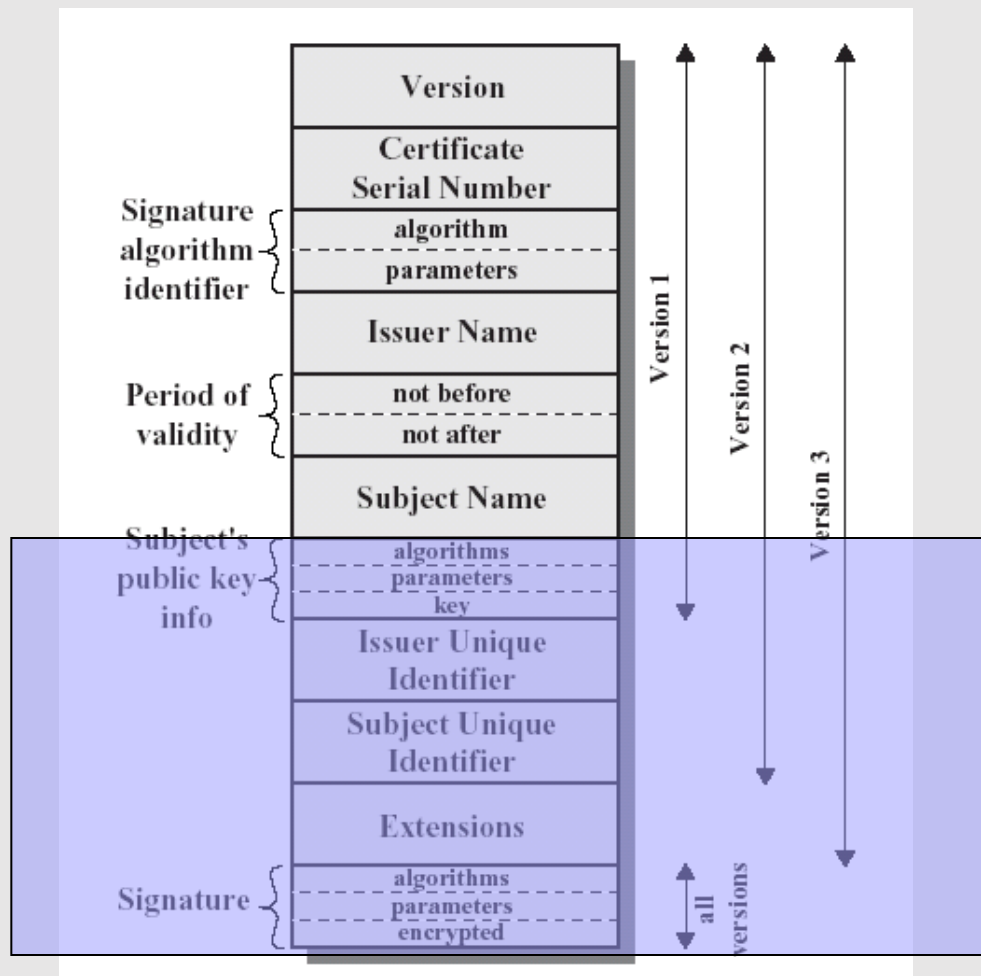 Version
Certificate
Serial Number
Signature
algorithm
identifier
algorithm
parameters
Issuer Name
Period of
validity
not before
not after
Subject Name
Subject's
public key
info
algorithms
parameters
key
Issuer Unique
Identifier
Subject Unique
Identifier
Extensions
Signature
algorithms
parameters
encrypted
Version 1
Version 2
Version 3
all
versions